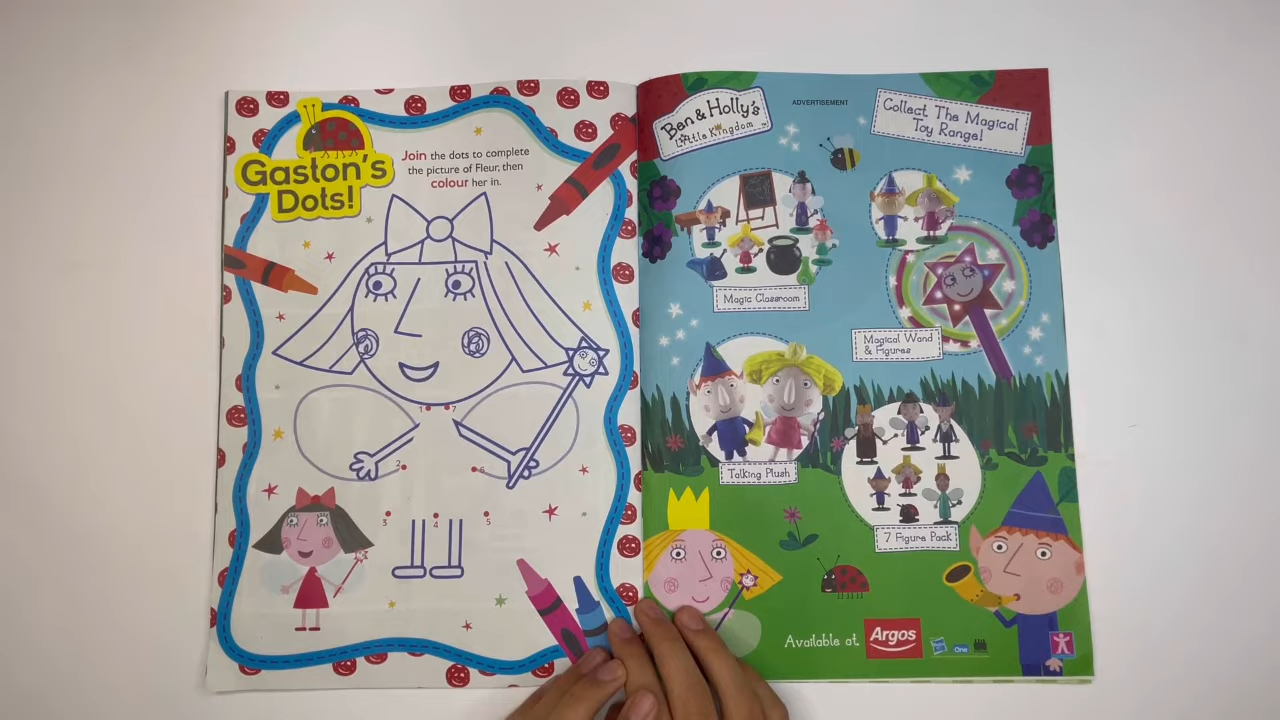 Gaston's
Dots!
Join the dots to complete
the picture of Fleur, then
colour her in.
1
7
2
6
3
4
5
Ben & Holly's
Little Kingdom
TM
ADVERTISEMENT
Collect The Magical
Toy Range!
Magic Classroom
Magical Wand
& Figures
Talking Plush
7 Figure Pack
Available at
Argos
One